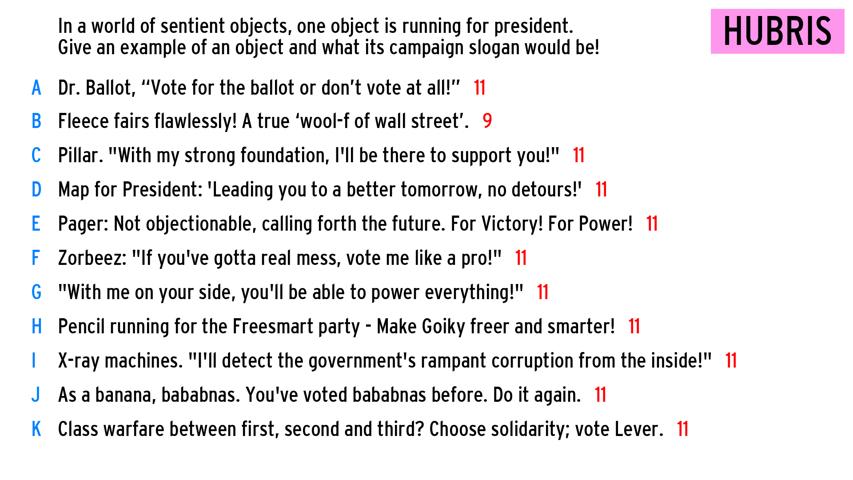 In a world of sentient objects, one object is running for president.
Give an example of an object and what its campaign slogan would be!
HUBRIS
A Dr. Ballot, “Vote for the ballot or don’t vote at all!” 11
B Fleece fairs flawlessly! A true ‘wool-f of wall street’. 9
C Pillar. "With my strong foundation, I'll be there to support you!" 11
D Map for President: 'Leading you to a better tomorrow, no detours!' 11
E Pager: Not objectionable, calling forth the future. For Victory! For Power! 11
F Zorbeez: "If you've gotta real mess, vote me like a pro!" 11
G "With me on your side, you'll be able to power everything!" 11
H Pencil running for the Freesmart party - Make Goiky freer and smarter! 11
I X-ray machines. "I'll detect the government's rampant corruption from the inside!" 11
J As a banana, bababnas. You've voted bababnas before. Do it again. 11
K Class warfare between first, second and third? Choose solidarity; vote Lever. 11